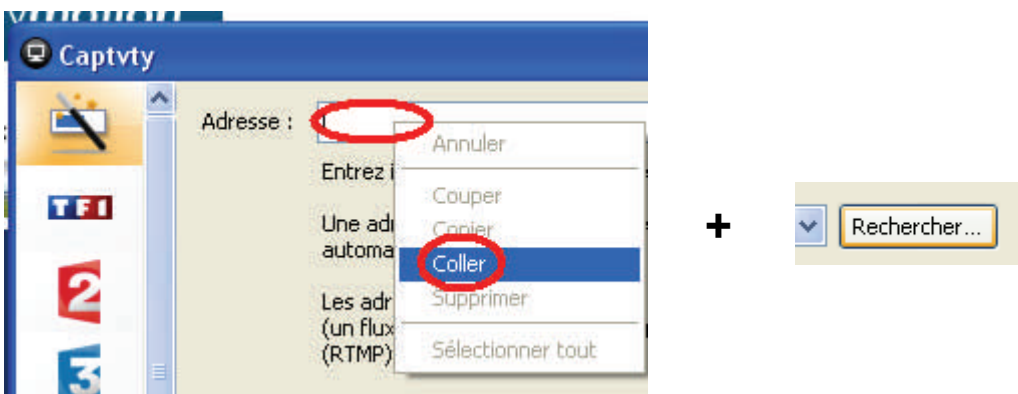 Captvty
Adresse :
Annuler
Entrez i
Couper
TF1
Une adr
Copier
+
Rechercher...
automa
Coller
2
Les adr
Supprimer
(un flux
3
(RTMP)
Sélectionner tout